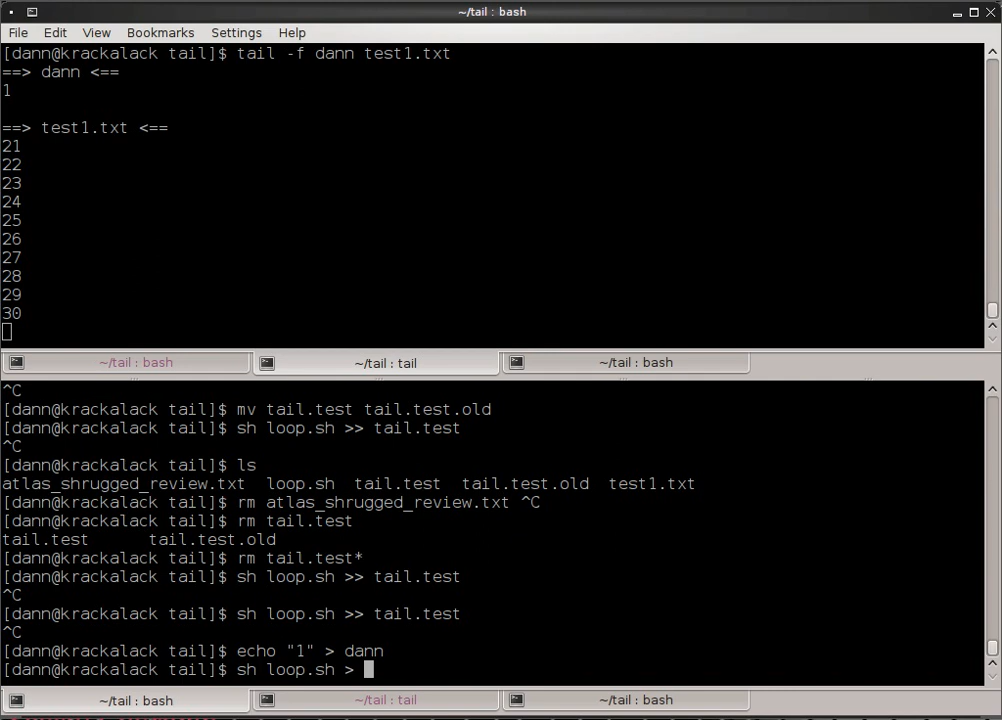 ~/tail : bash
File Edit View Bookmarks Settings Help
[dann@krackalack tail]$ tail -f dann test1.txt
==> dann <==
1
==> test1.txt <==
21
22
23
24
25
26
27
28
29
30
~/tail : bash ~/tail : tail ~/tail : bash
^C
[dann@krackalack tail]$ mv tail.test tail.test.old
[dann@krackalack tail]$ sh loop.sh >> tail.test
^C
[dann@krackalack tail]$ ls
atlas_shrugged_review.txt  loop.sh  tail.test  tail.test.old  test1.txt
[dann@krackalack tail]$ rm atlas_shrugged_review.txt ^C
[dann@krackalack tail]$ rm tail.test
tail.test      tail.test.old
[dann@krackalack tail]$ rm tail.test*
[dann@krackalack tail]$ sh loop.sh >> tail.test
^C
[dann@krackalack tail]$ sh loop.sh >> tail.test
^C
[dann@krackalack tail]$ echo "1" > dann
[dann@krackalack tail]$ sh loop.sh >
~/tail : bash ~/tail : tail ~/tail : bash